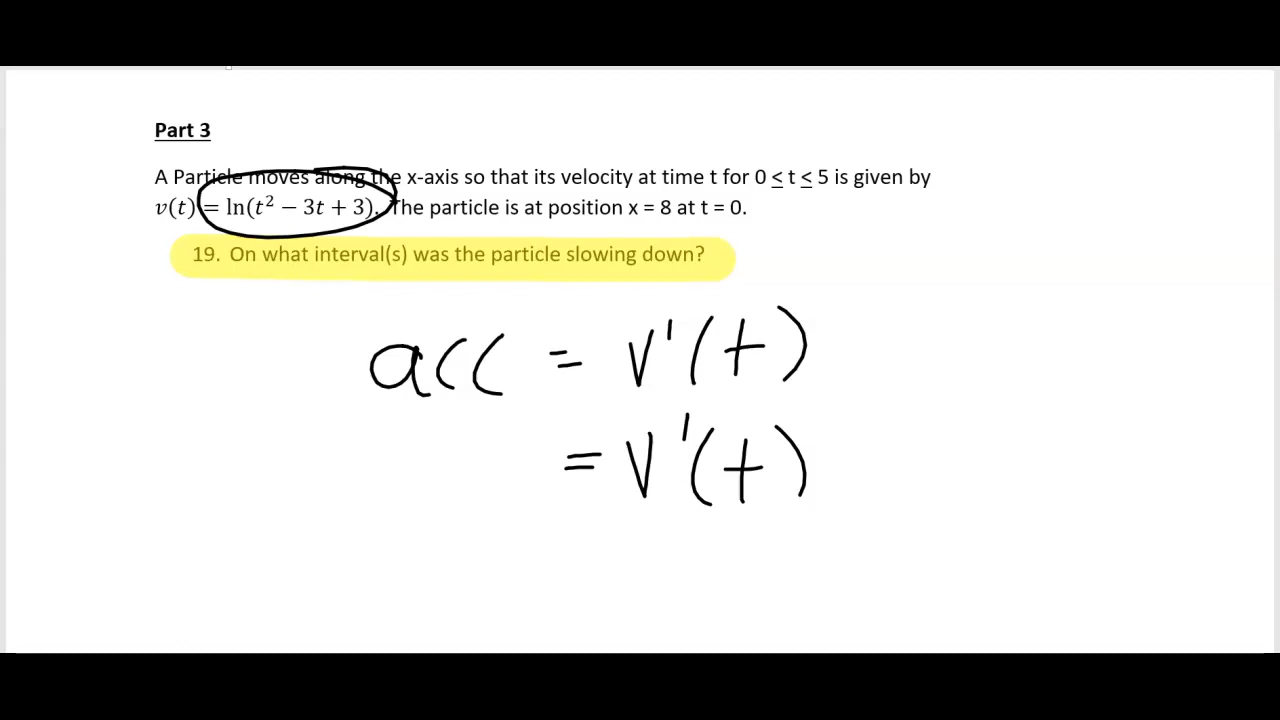 Part 3
A Particle moves along the x-axis so that its velocity at time t for 0 ≤ t ≤ 5 is given by
v(t) = ln(t² − 3t + 3). The particle is at position x = 8 at t = 0.
19. On what interval(s) was the particle slowing down?
acc = v'(t)
= v'(t)